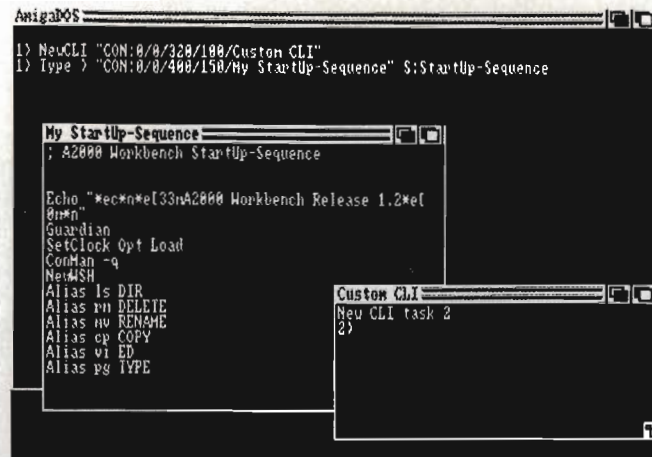 AmigaDOS
1> NewCLI "CON:0/0/320/100/Custom CLI"
1> Type > "CON:0/0/400/150/My StartUp-Sequence" S:StartUp-Sequence
My StartUp-Sequence
; A2000 Workbench StartUp-Sequence
Echo "*ec*n*e[33mA2000 Workbench Release 1.2*e[
0m*n"
Guardian
SetClock Opt Load
ConMan -q
NewWSH
Alias ls DIR
Alias rm DELETE
Alias mv RENAME
Alias cp COPY
Alias vi ED
Alias pg TYPE
Custom CLI
New CLI task 2
2>